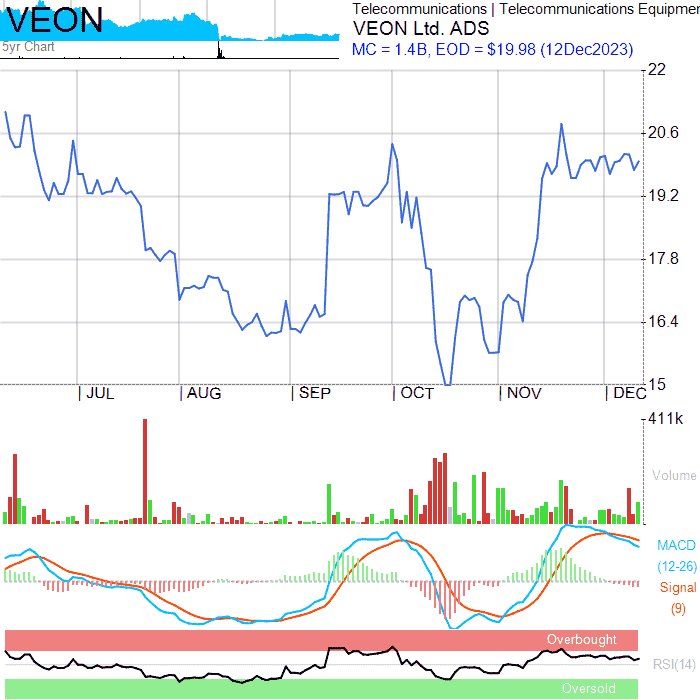 VEON
5yr Chart
Telecommunications | Telecommunications Equipmen
VEON Ltd. ADS
MC = 1.4B, EOD = $19.98 (12Dec2023)
22
20.6
19.2
17.8
16.4
15
| JUL | AUG | SEP | OCT | NOV | DEC
411k
Volume
MACD
(12-26)
Signal
(9)
Overbought
RSI(14)
Oversold